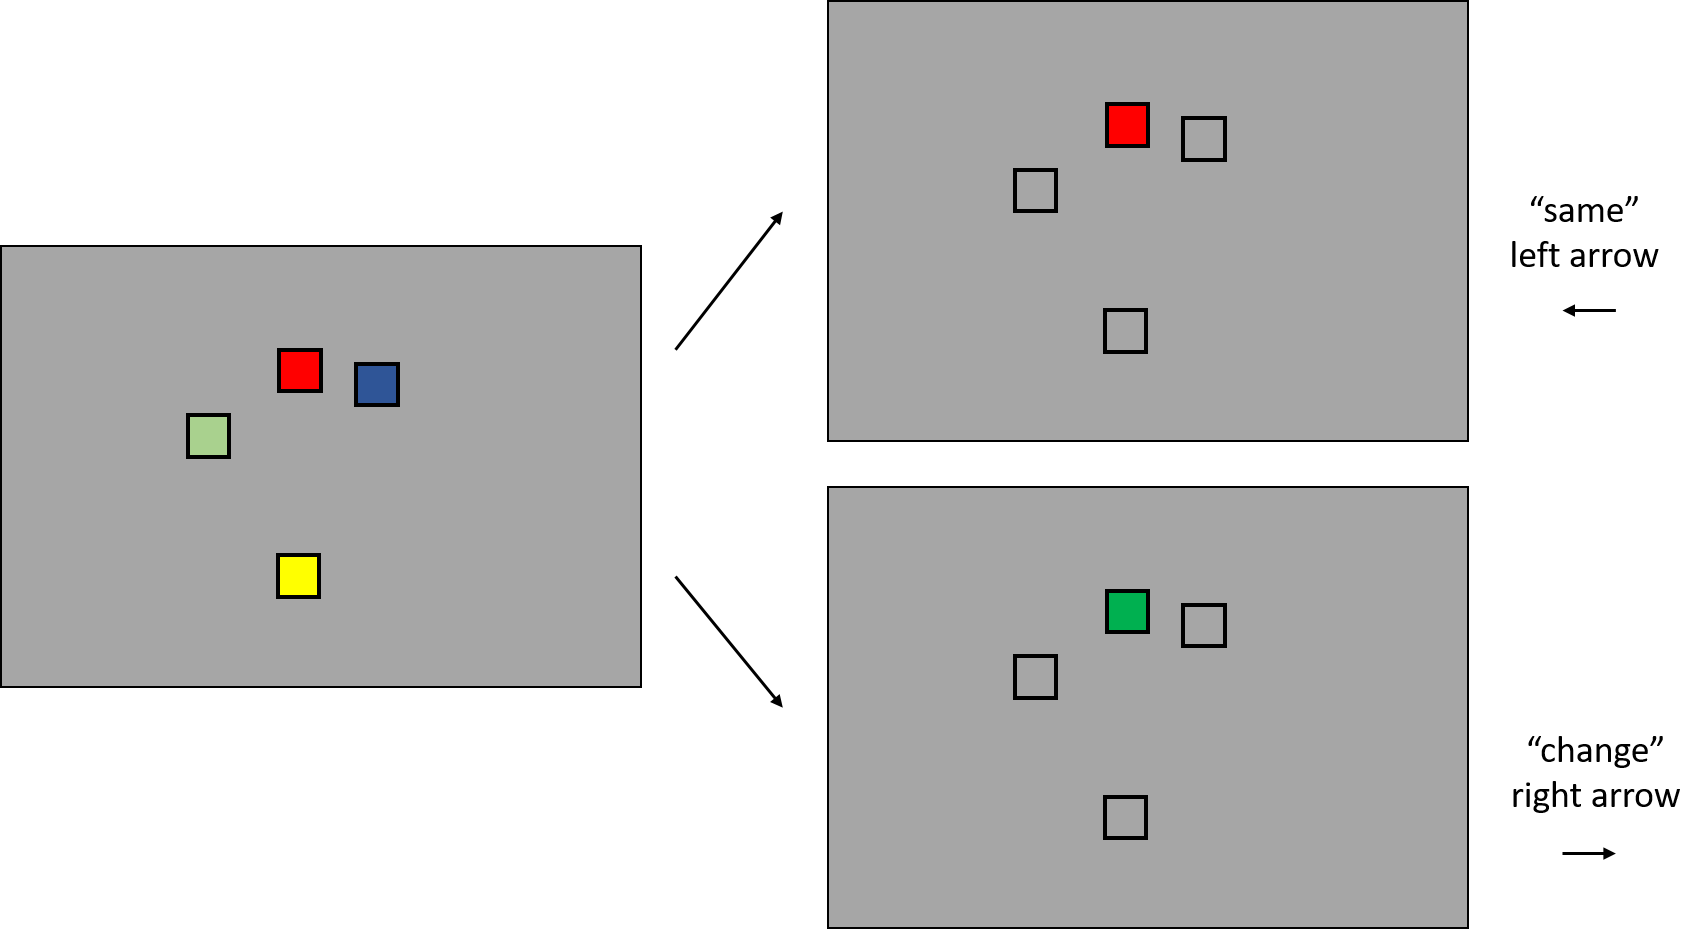 “same”
left arrow
“change”
right arrow